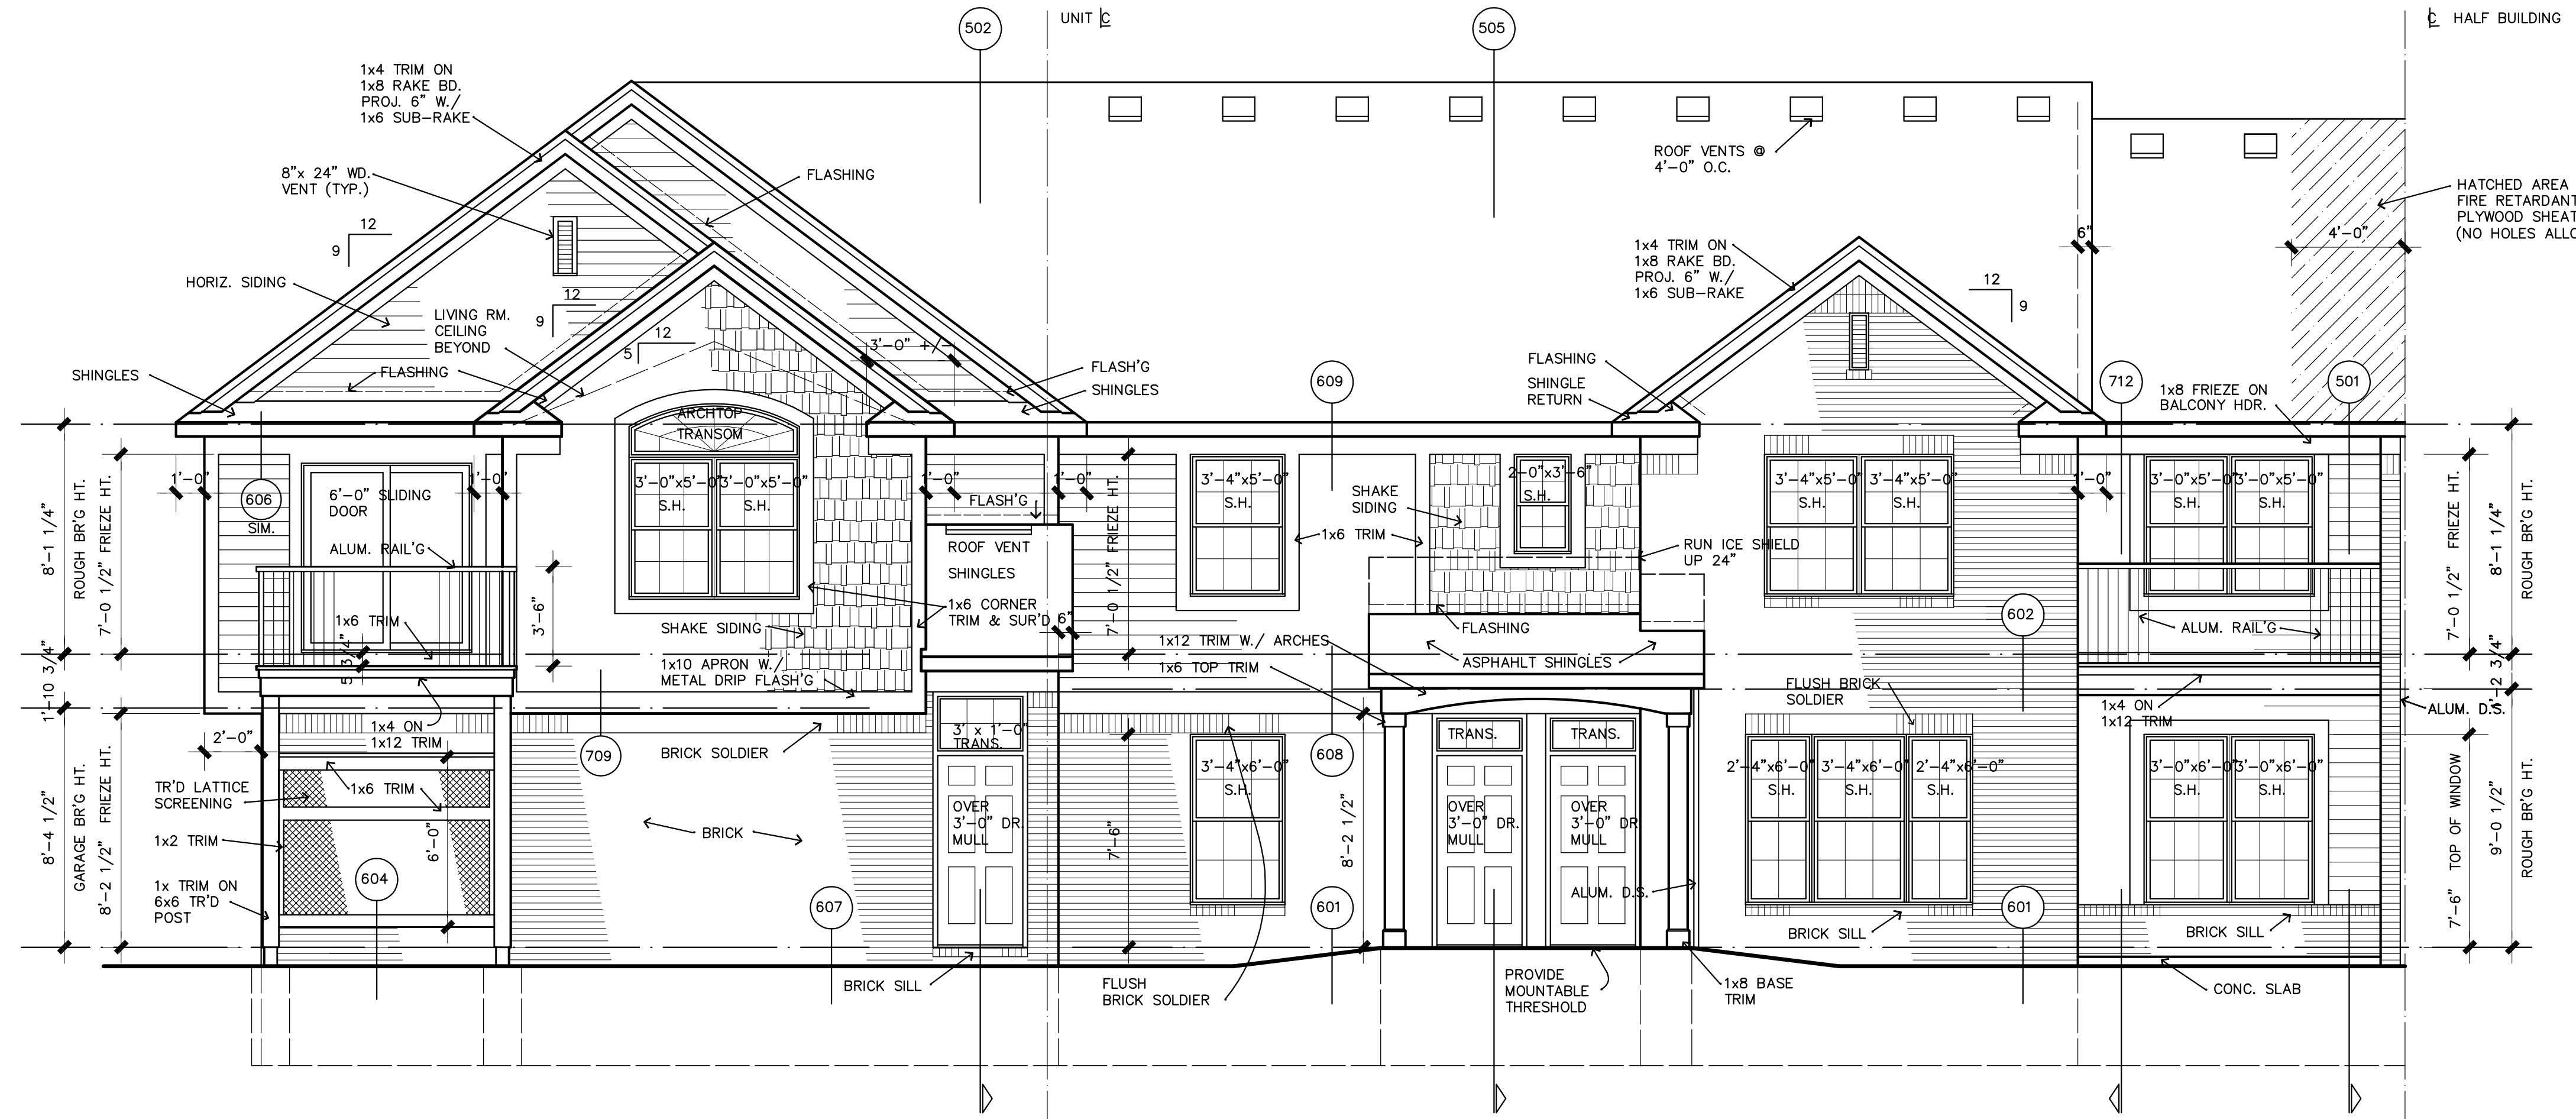 502
UNIT C
505
C HALF BUILDING
1x4 TRIM ON
1x8 RAKE BD.
PROJ. 6" W./
1x6 SUB-RAKE
8"x 24" WD.
VENT (TYP.)
FLASHING
12
9
HORIZ. SIDING
LIVING RM.
CEILING
BEYOND
12
9
12
5
3'-0" +/-
SHINGLES
FLASHING
FLASH'G
SHINGLES
ROOF VENTS @
4'-0" O.C.
1x4 TRIM ON
1x8 RAKE BD.
PROJ. 6" W./
1x6 SUB-RAKE
12
9
6"
4'-0"
HATCHED AREA
FIRE RETARDANT
PLYWOOD SHEAT
(NO HOLES ALLO
609
FLASHING
SHINGLE
RETURN
712
1x8 FRIEZE ON
BALCONY HDR.
501
ARCHTOP
TRANSOM
1'-0"
606
SIM.
6'-0" SLIDING
DOOR
1'-0"
3'-0"x5'-0"
S.H.
3'-0"x5'-0"
S.H.
1'-0"
1'-0"
FLASH'G
ROOF VENT
SHINGLES
ALUM. RAIL'G
1x6 TRIM
5 3/4"
3'-6"
SHAKE SIDING
1x6 CORNER
TRIM & SUR'D
6"
1x10 APRON W./
METAL DRIP FLASH'G
7'-0 1/2" FRIEZE HT.
3'-4"x5'-0"
S.H.
1x6 TRIM
SHAKE
SIDING
2-0"x3'-6"
S.H.
RUN ICE SHIELD
UP 24"
FLASHING
ASPHAHLT SHINGLES
1x12 TRIM W./ ARCHES
1x6 TOP TRIM
3'-4"x5'-0"
S.H.
3'-4"x5'-0"
S.H.
602
1'-0"
3'-0"x5'-0"
S.H.
3'-0"x5'-0"
S.H.
ALUM. RAIL'G
8'-1 1/4"
ROUGH BR'G HT.
7'-0 1/2" FRIEZE HT.
1'-10 3/4"
8'-4 1/2"
GARAGE BR'G HT.
8'-2 1/2" FRIEZE HT.
7'-0 1/2" FRIEZE HT.
8'-1 1/4"
ROUGH BR'G HT.
1'-2 3/4"
7'-6" TOP OF WINDOW
9'-0 1/2"
ROUGH BR'G HT.
2'-0"
1x4 ON
1x12 TRIM
709
BRICK SOLDIER
TR'D LATTICE
SCREENING
1x6 TRIM
1x2 TRIM
6'-0"
1x TRIM ON
6x6 TR'D
POST
604
BRICK
607
3' x 1'-0"
TRANS.
OVER
3'-0" DR.
MULL
BRICK SILL
7'-6"
3'-4"x6'-0"
S.H.
FLUSH
BRICK SOLDIER
608
601
8'-2 1/2"
TRANS.
TRANS.
OVER
3'-0" DR.
MULL
OVER
3'-0" DR
MULL
ALUM. D.S.
PROVIDE
MOUNTABLE
THRESHOLD
1x8 BASE
TRIM
FLUSH BRICK
SOLDIER
2'-4"x6'-0"
S.H.
3'-4"x6'-0"
S.H.
2'-4"x6'-0"
S.H.
BRICK SILL
601
1x4 ON
1x12 TRIM
ALUM. D.S.
3'-0"x6'-0"
S.H.
3'-0"x6'-0"
S.H.
BRICK SILL
CONC. SLAB